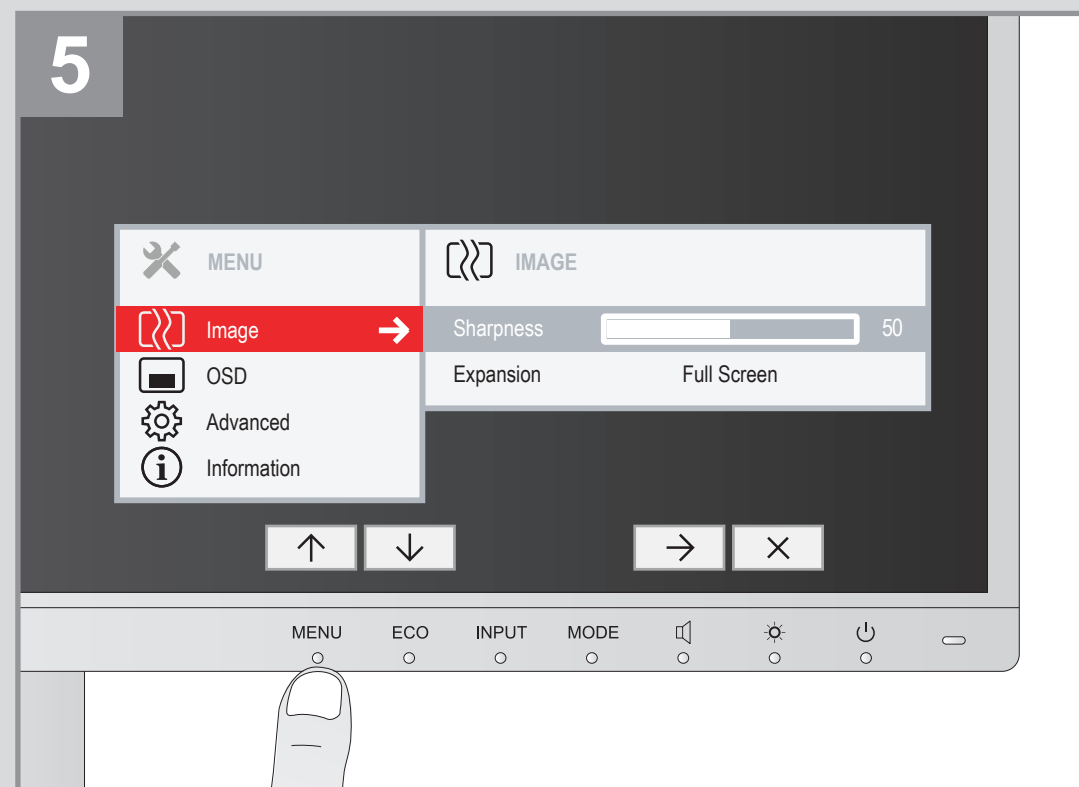 5
MENU
IMAGE
Image
Sharpness 50
OSD
Expansion Full Screen
Advanced
Information
MENU ECO INPUT MODE